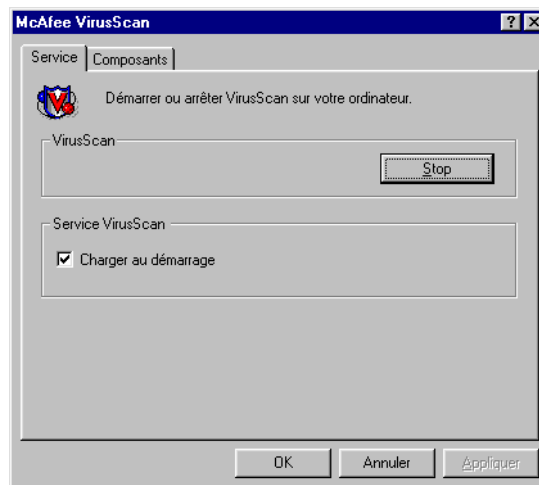 McAfee VirusScan
Service Composants
Démarrer ou arrêter VirusScan sur votre ordinateur.
VirusScan
Stop
Service VirusScan
Charger au démarrage
OK Annuler Appliquer